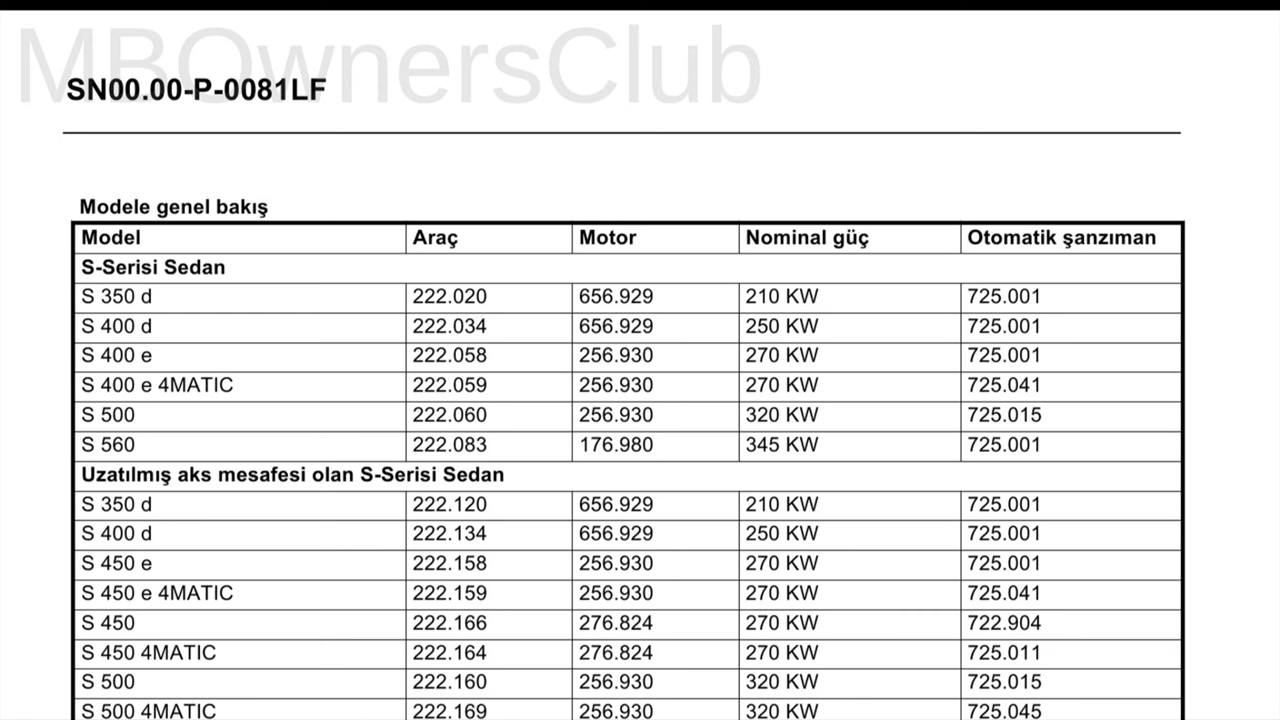 MBOwnersClub
SN00.00-P-0081LF
Modele genel bakış
Model Araç Motor Nominal güç Otomatik şanzıman
S-Serisi Sedan
S 350 d 222.020 656.929 210 KW 725.001
S 400 d 222.034 656.929 250 KW 725.001
S 400 e 222.058 256.930 270 KW 725.001
S 400 e 4MATIC 222.059 256.930 270 KW 725.041
S 500 222.060 256.930 320 KW 725.015
S 560 222.083 176.980 345 KW 725.001
Uzatılmış aks mesafesi olan S-Serisi Sedan
S 350 d 222.120 656.929 210 KW 725.001
S 400 d 222.134 656.929 250 KW 725.001
S 450 e 222.158 256.930 270 KW 725.001
S 450 e 4MATIC 222.159 256.930 270 KW 725.041
S 450 222.166 276.824 270 KW 722.904
S 450 4MATIC 222.164 276.824 270 KW 725.011
S 500 222.160 256.930 320 KW 725.015
S 500 4MATIC 222.169 256.930 320 KW 725.045